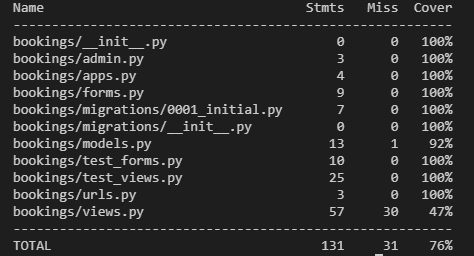 Name                                Stmts   Miss  Cover
-------------------------------------------------------
bookings/__init__.py                    0      0   100%
bookings/admin.py                       3      0   100%
bookings/apps.py                        4      0   100%
bookings/forms.py                       9      0   100%
bookings/migrations/0001_initial.py     7      0   100%
bookings/migrations/__init__.py         0      0   100%
bookings/models.py                     13      1    92%
bookings/test_forms.py                 10      0   100%
bookings/test_views.py                 25      0   100%
bookings/urls.py                        3      0   100%
bookings/views.py                      57     30    47%
-------------------------------------------------------
TOTAL                                 131     31    76%